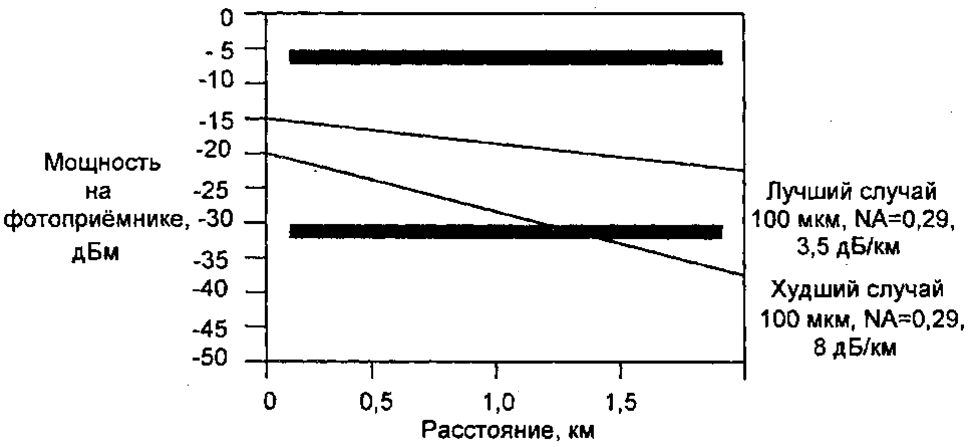 0
- 5
-10
-15
-20
-25
-30
-35
-40
-45
-50
Мощность
на
фотоприёмнике,
дБм
Лучший случай
100 мкм, NA=0,29,
3,5 дБ/км
Худший случай
100 мкм, NA=0,29,
8 дБ/км
0 0,5 1,0 1,5
Расстояние, км